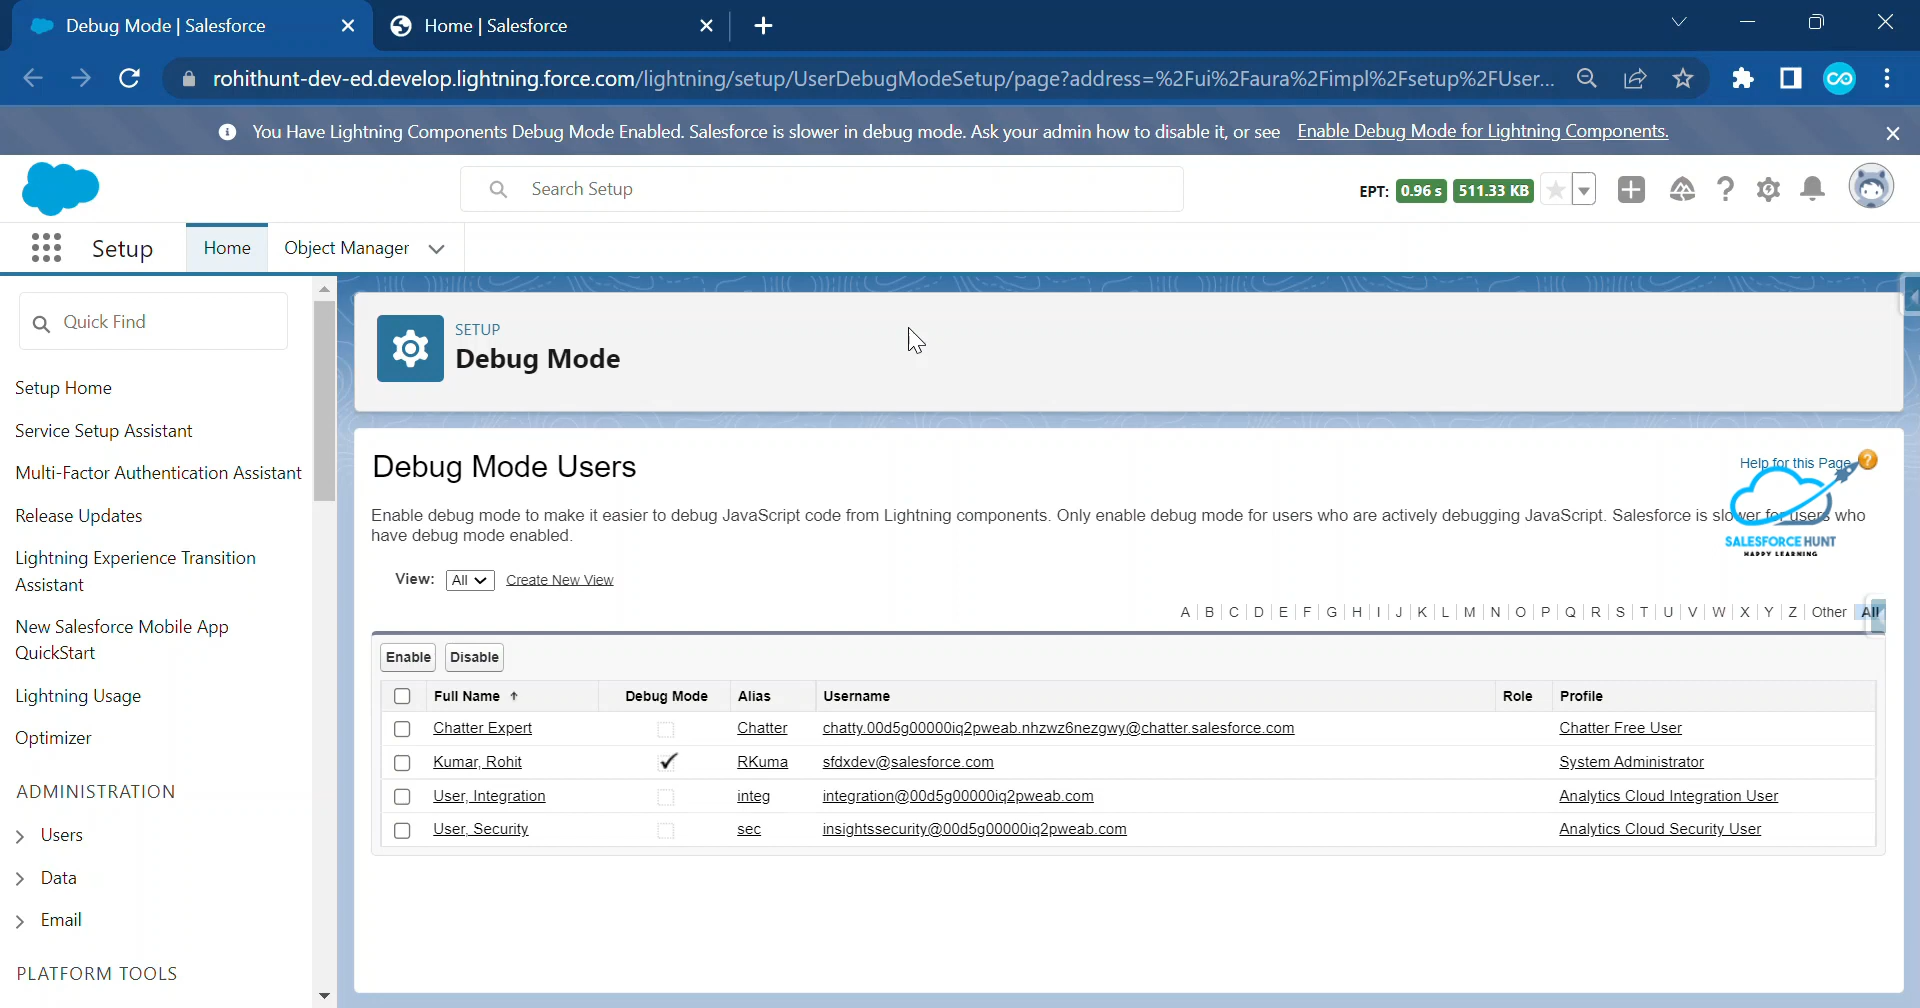 Debug Mode | Salesforce
Home | Salesforce
rohithunt-dev-ed.develop.lightning.force.com/lightning/setup/UserDebugModeSetup/page?address=%2Fui%2Faura%2Fimpl%2Fsetup%2FUser...
You Have Lightning Components Debug Mode Enabled. Salesforce is slower in debug mode. Ask your admin how to disable it, or see Enable Debug Mode for Lightning Components.
Search Setup
EPT: 0.96 s 511.33 KB
Setup
Home
Object Manager
Quick Find
Setup Home
Service Setup Assistant
Multi-Factor Authentication Assistant
Release Updates
Lightning Experience Transition
Assistant
New Salesforce Mobile App
QuickStart
Lightning Usage
Optimizer
ADMINISTRATION
Users
Data
Email
PLATFORM TOOLS
SETUP
Debug Mode
Debug Mode Users
Help for this Page ?
SALESFORCE HUNT
HAPPY LEARNING
Enable debug mode to make it easier to debug JavaScript code from Lightning components. Only enable debug mode for users who are actively debugging JavaScript. Salesforce is slower for users who
have debug mode enabled.
View: All Create New View
A | B | C | D | E | F | G | H | I | J | K | L | M | N | O | P | Q | R | S | T | U | V | W | X | Y | Z | Other All
Enable Disable
Full Name ↑ Debug Mode Alias Username Role Profile
Chatter Expert Chatter chatty.00d5g00000iq2pweab.nhzwz6nezgwy@chatter.salesforce.com Chatter Free User
Kumar, Rohit RKuma sfdxdev@salesforce.com System Administrator
User, Integration integ integration@00d5g00000iq2pweab.com Analytics Cloud Integration User
User, Security sec insightssecurity@00d5g00000iq2pweab.com Analytics Cloud Security User